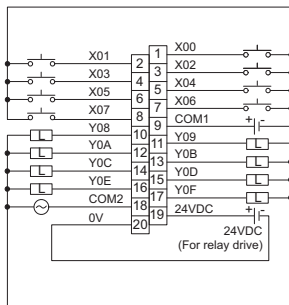 X00
X01
1
2
X02
X03
3
4
X04
X05
5
6
X06
X07
7
8
COM1
+ -
Y08
9
10
Y09
L
L
11
Y0A
12
Y0B
L
L
13
Y0C
14
Y0D
L
L
15
Y0E
16
Y0F
L
L
17
COM2
18
24VDC
19
+ -
0V
20
24VDC
(For relay drive)